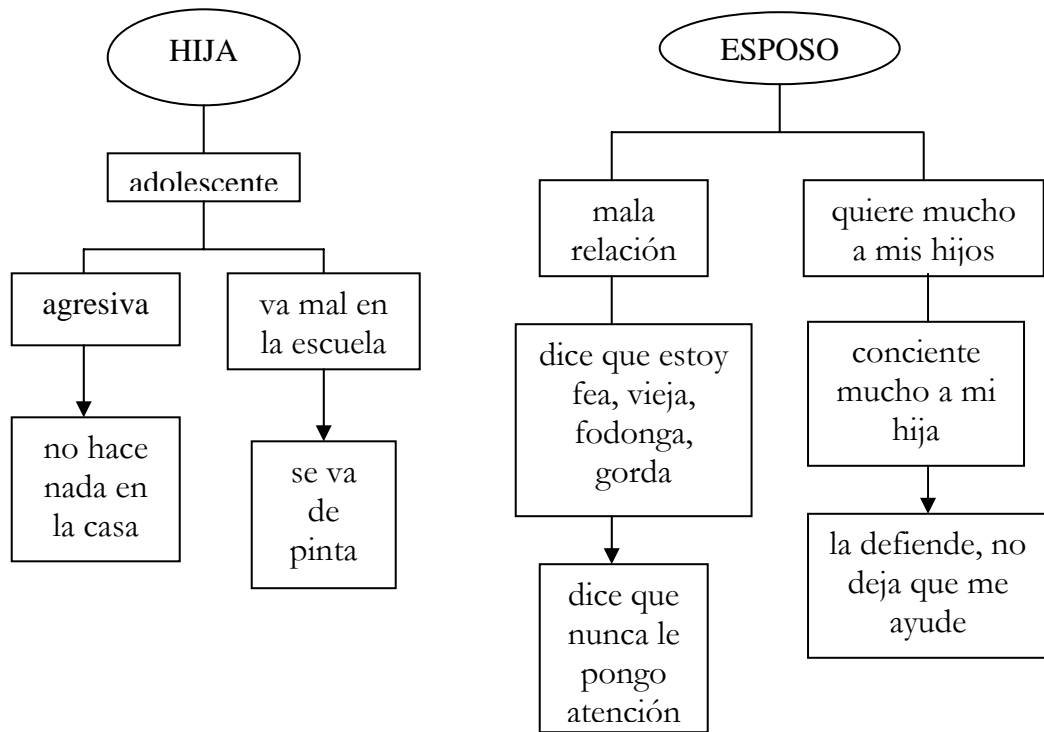 HIJA
adolescente
agresiva
va mal en
la escuela
no hace
nada en
la casa
se va
de
pinta
ESPOSO
mala
relación
quiere mucho
a mis hijos
dice que estoy
fea, vieja,
fodonga,
gorda
conciente
mucho a mi
hija
dice que
nunca le
pongo
atención
la defiende, no
deja que me
ayude